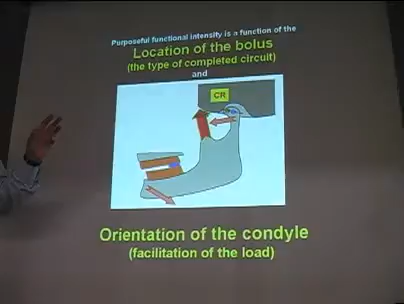 Purposeful functional intensity is a function of the
Location of the bolus
(the type of completed circuit)
and
CR
Orientation of the condyle
(facilitation of the load)